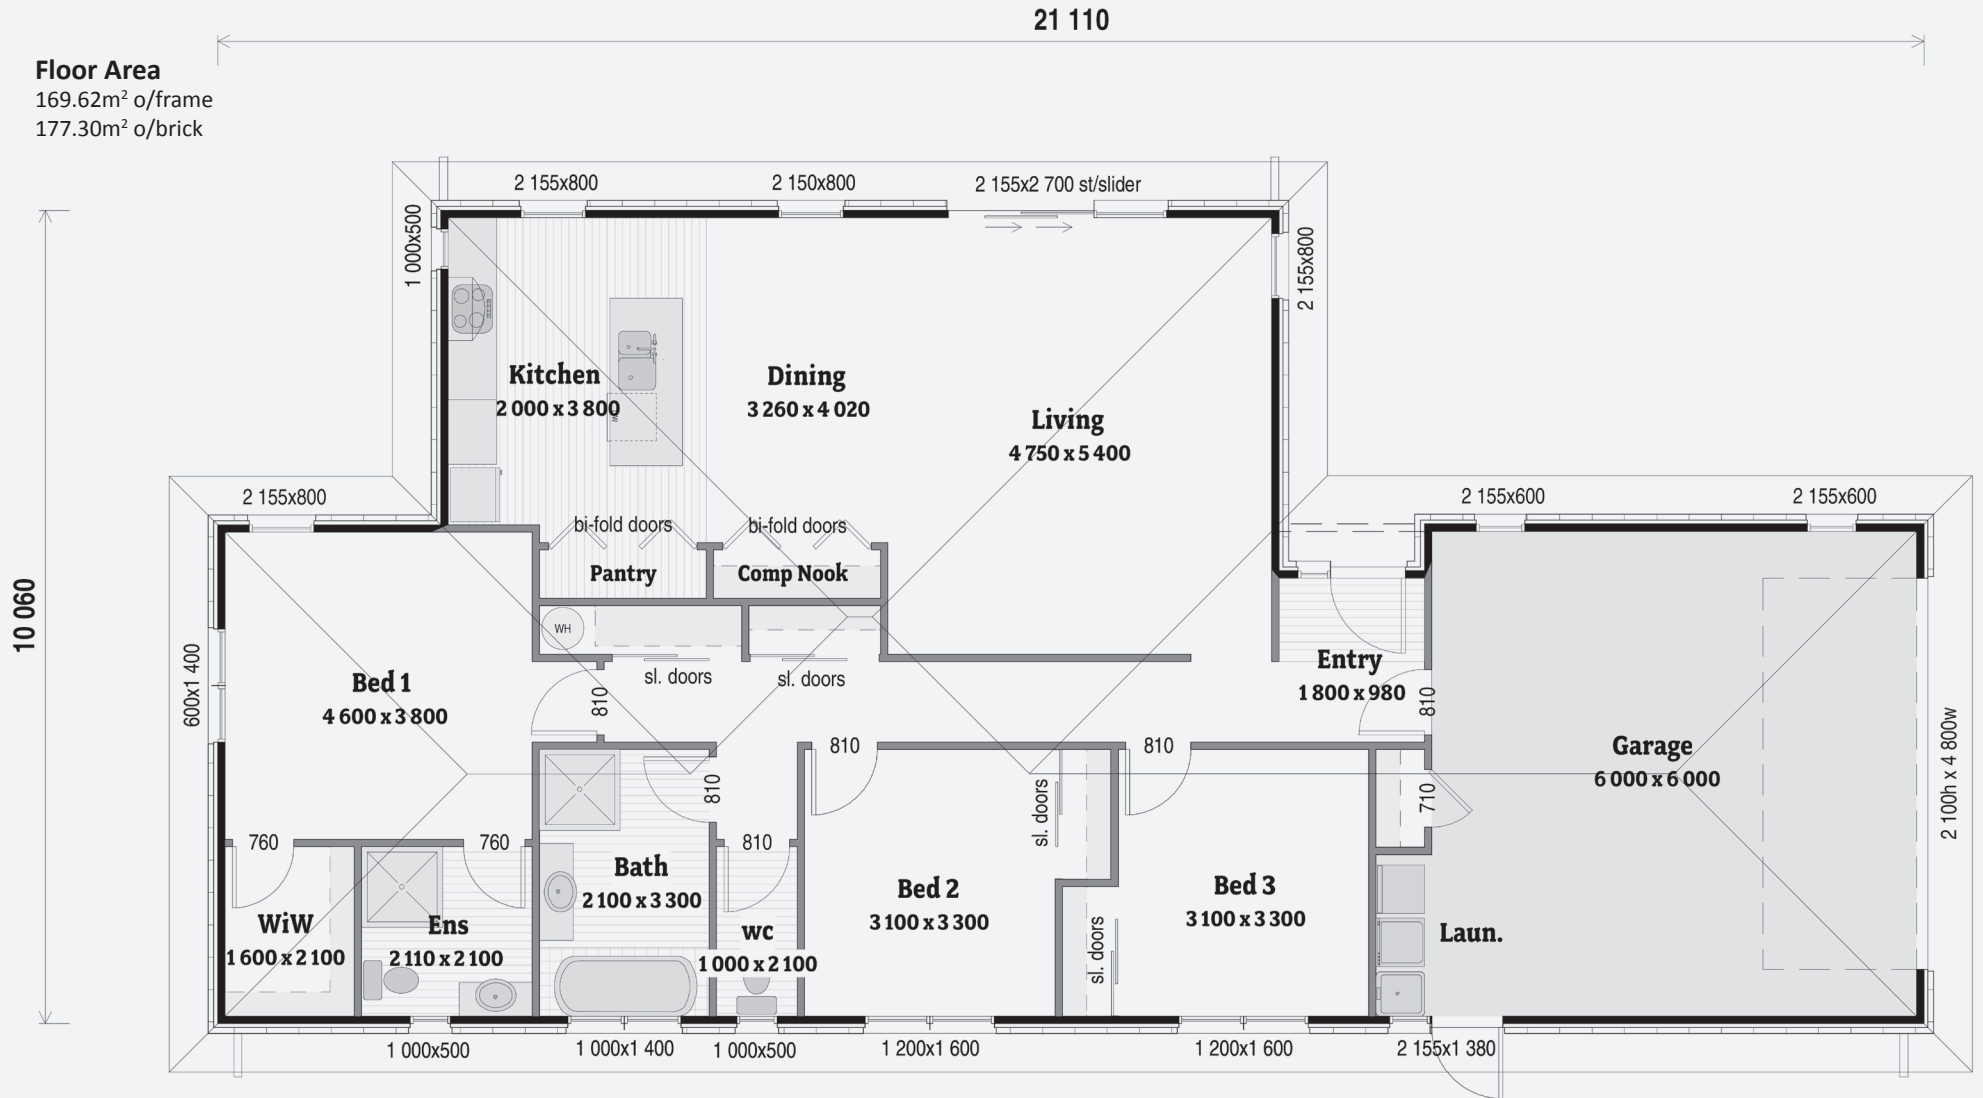 21 110
Floor Area
169.62m² o/frame
177.30m² o/brick
2 155x800
2 150x800
2 155x2 700 st/slider
1 000x500
2 155x800
10 060
Kitchen
2 000 x 3 800
Dining
3 260 x 4 020
Living
4 750 x 5 400
2 155x800
2 155x600
2 155x600
bi-fold doors
bi-fold doors
Pantry
Comp Nook
WH
600x1 400
Bed 1
4 600 x 3 800
810
sl. doors
sl. doors
Entry
1 800 x 980
810
Garage
6 000 x 6 000
2 100h x 4 800w
810
810
810
710
sl. doors
760
760
810
Bath
2 100 x 3 300
Bed 2
3 100 x 3 300
Bed 3
3 100 x 3 300
WiW
1 600 x 2 100
Ens
2 110 x 2 100
wc
1 000 x 2 100
sl. doors
Laun.
1 000x500
1 000x1 400
1 000x500
1 200x1 600
1 200x1 600
2 155x1 380